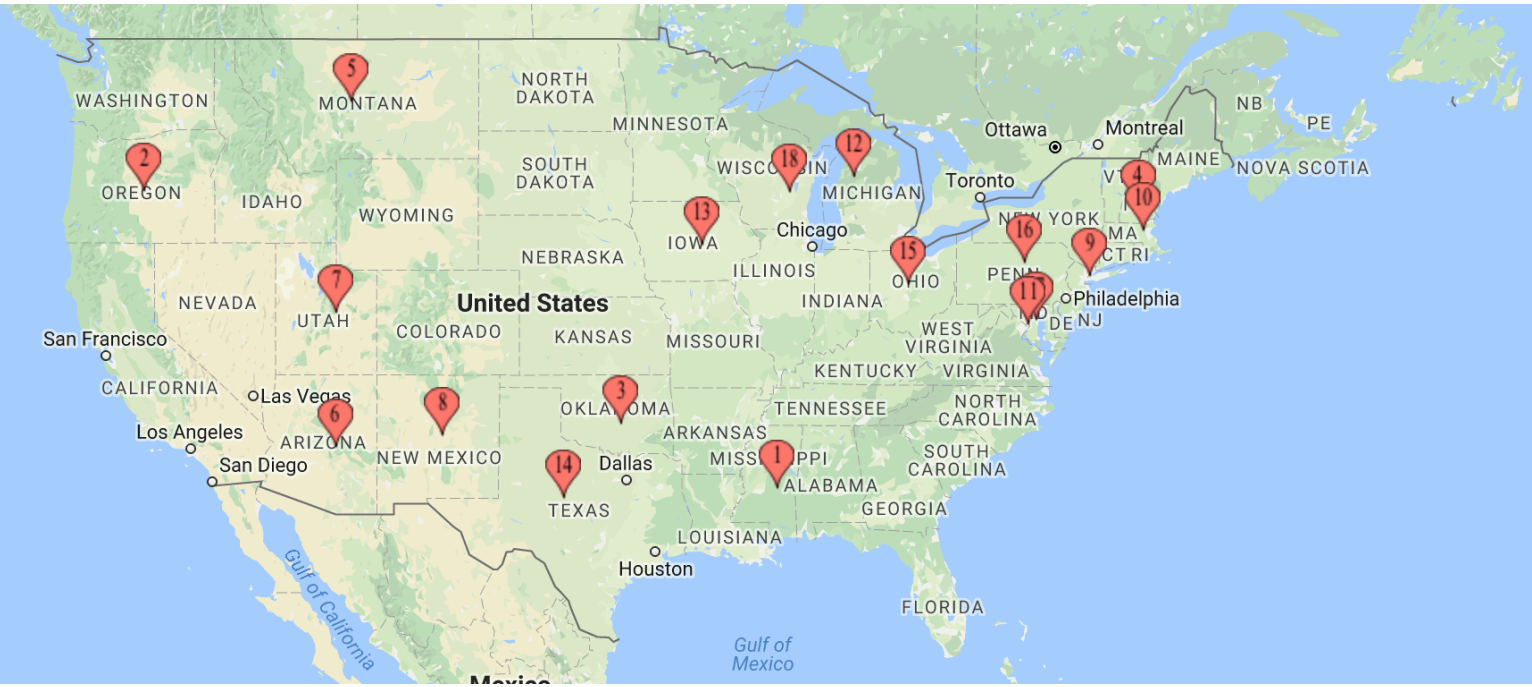 5
WASHINGTON
MONTANA
NORTH
DAKOTA
MINNESOTA
Ottawa
Montreal
NB
PE
2
OREGON
IDAHO
WYOMING
SOUTH
DAKOTA
18
12
MICHIGAN
Toronto
VT
4
MAINE
NOVA SCOTIA
13
IOWA
Chicago
10
NEW YORK
16
9
MA
CT RI
NEBRASKA
ILLINOIS
15
OHIO
INDIANA
7
NEVADA
UTAH
United States
COLORADO
KANSAS
MISSOURI
11
Philadelphia
DE
NJ
WEST
VIRGINIA
San Francisco
CALIFORNIA
Las Vegas
6
ARIZONA
8
NEW MEXICO
3
OKLAHOMA
KENTUCKY
VIRGINIA
TENNESSEE
NORTH
CAROLINA
Los Angeles
San Diego
ARKANSAS
1
ALABAMA
SOUTH
CAROLINA
GEORGIA
14
TEXAS
Dallas
LOUISIANA
Houston
FLORIDA
Gulf of California
Gulf of
Mexico
Mexico